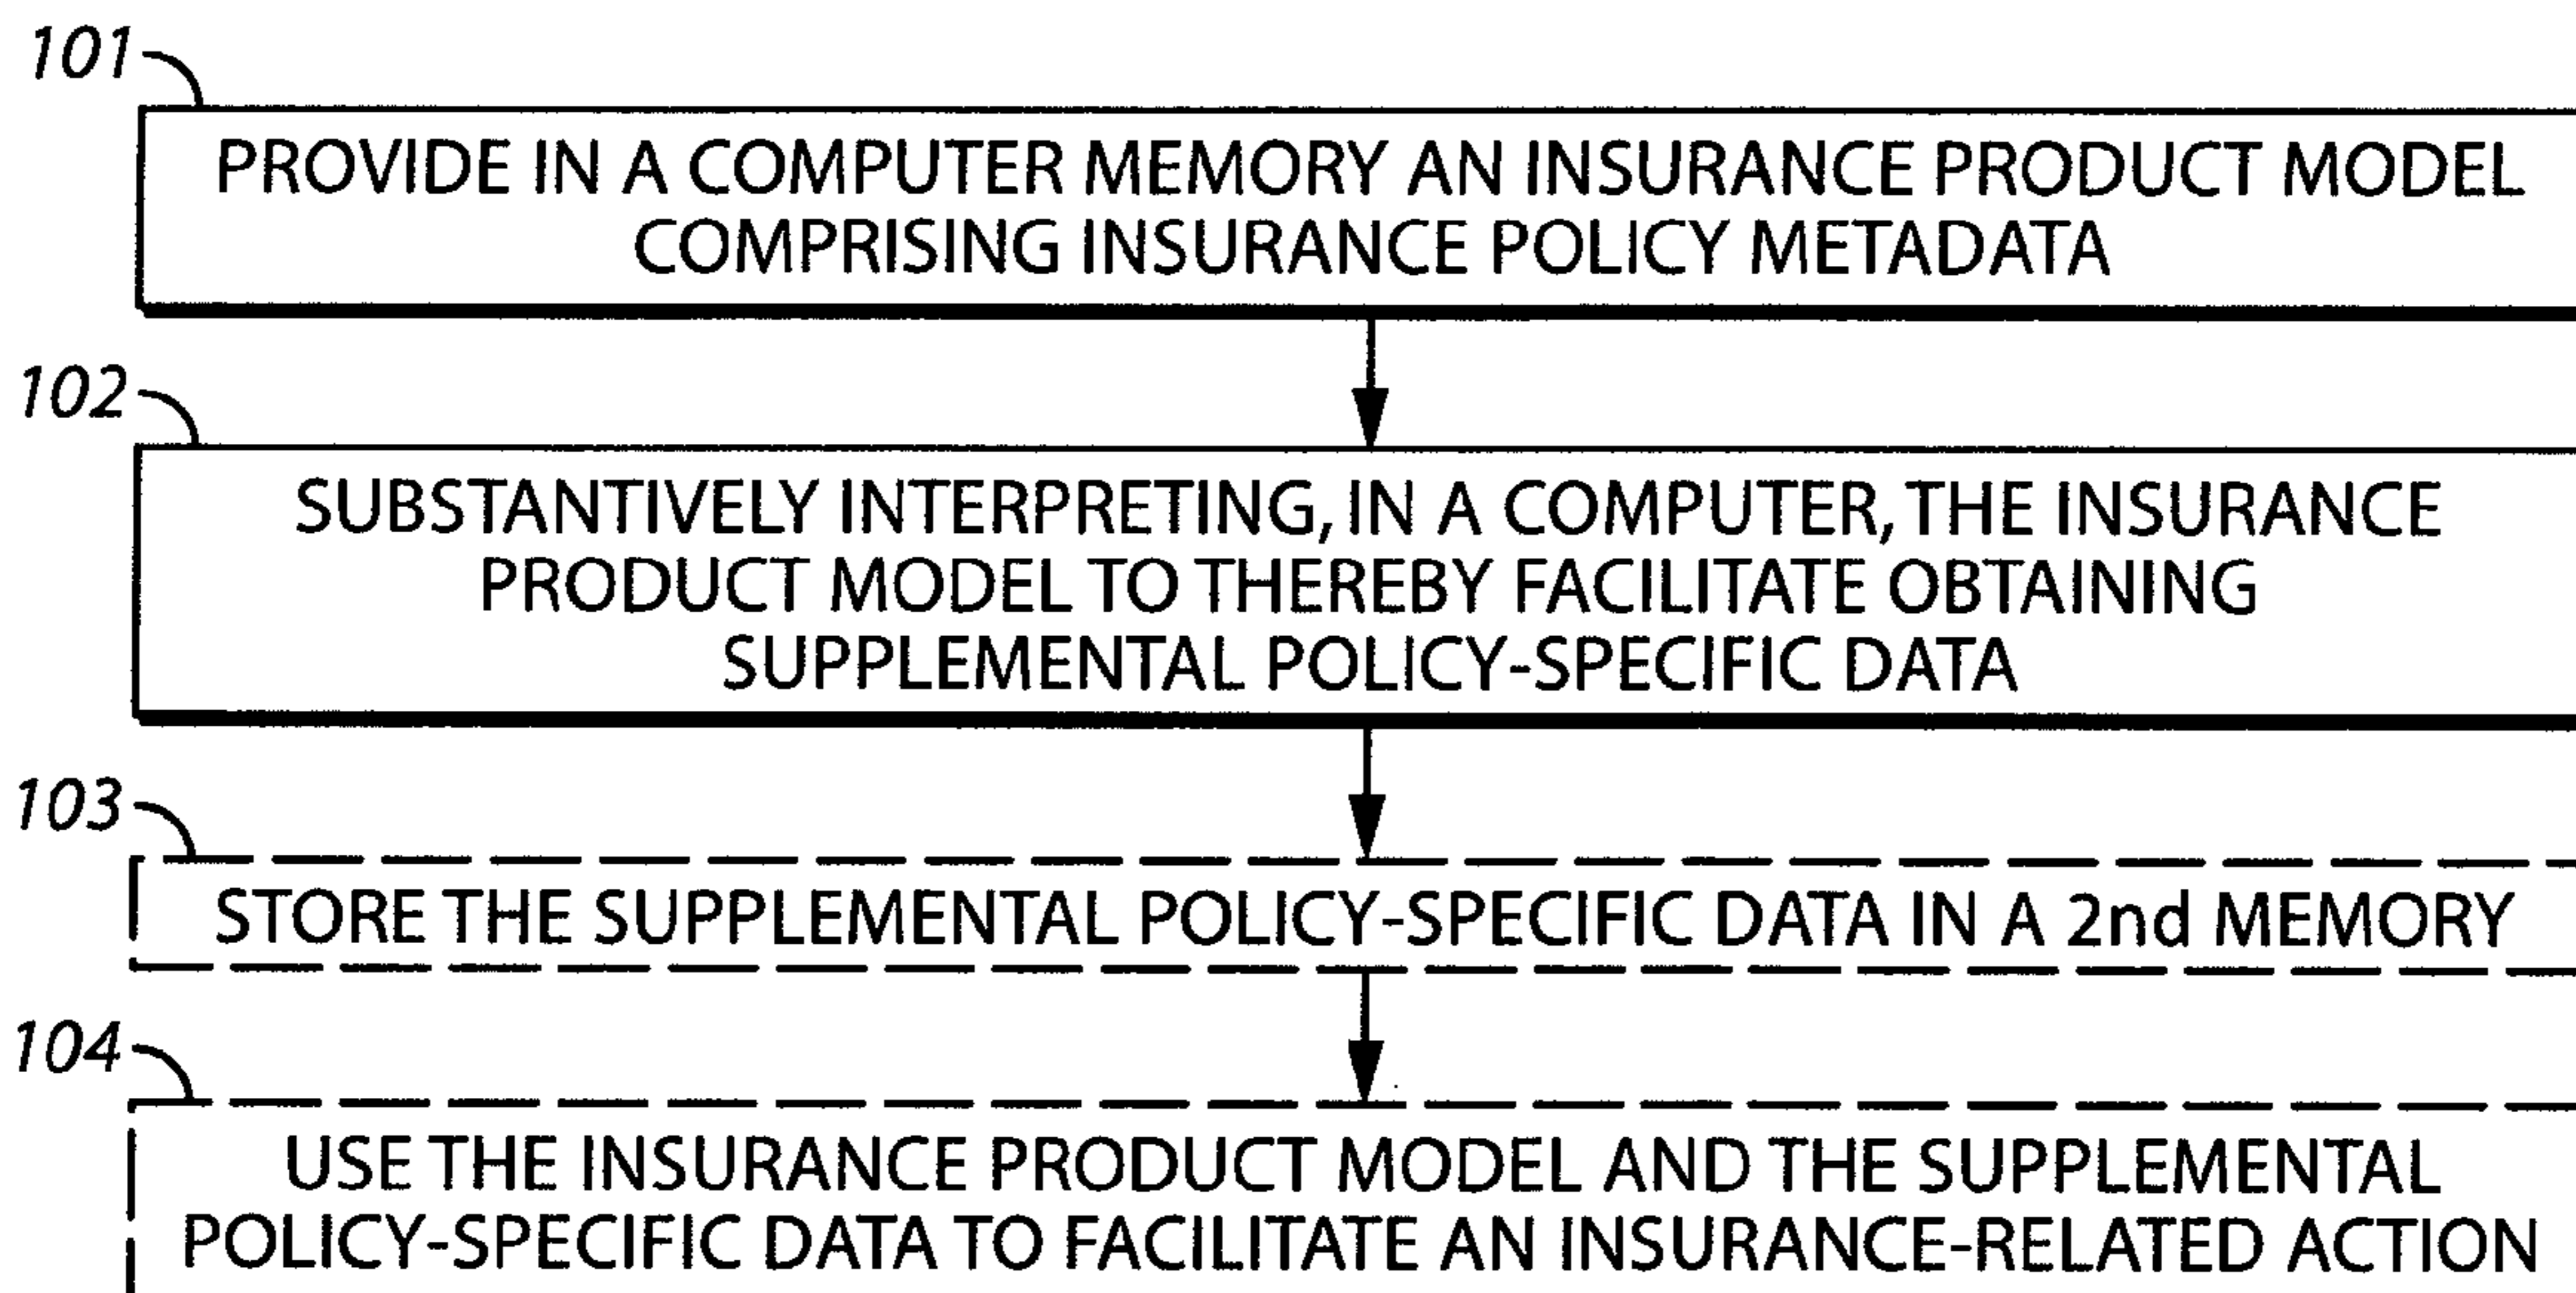 101
PROVIDE IN A COMPUTER MEMORY AN INSURANCE PRODUCT MODEL
COMPRISING INSURANCE POLICY METADATA
102
SUBSTANTIVELY INTERPRETING, IN A COMPUTER, THE INSURANCE
PRODUCT MODEL TO THEREBY FACILITATE OBTAINING
SUPPLEMENTAL POLICY-SPECIFIC DATA
103
STORE THE SUPPLEMENTAL POLICY-SPECIFIC DATA IN A 2nd MEMORY
104
USE THE INSURANCE PRODUCT MODEL AND THE SUPPLEMENTAL
POLICY-SPECIFIC DATA TO FACILITATE AN INSURANCE-RELATED ACTION